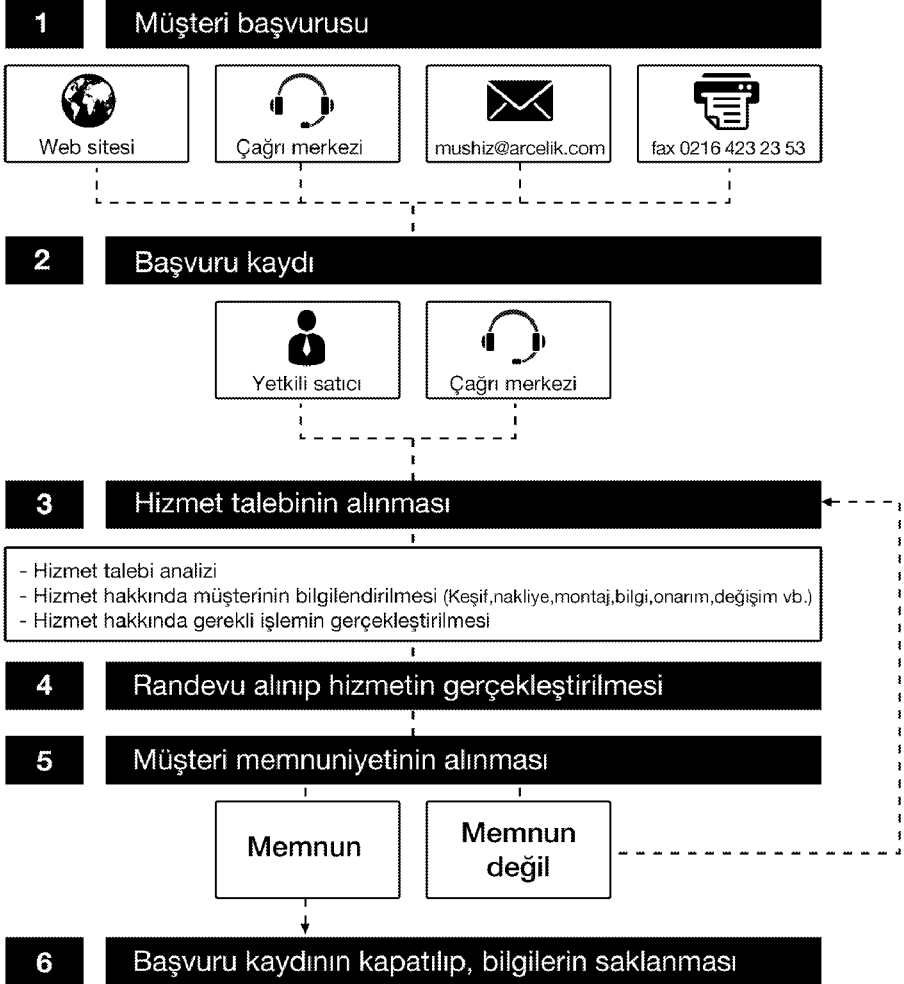 1 Müşteri başvurusu
Web sitesi
Çağrı merkezi
mushiz@arcelik.com
fax 0216 423 23 53
2 Başvuru kaydı
Yetkili satıcı
Çağrı merkezi
3 Hizmet talebinin alınması
- Hizmet talebi analizi
- Hizmet hakkında müşterinin bilgilendirilmesi (Keşif,nakliye,montaj,bilgi,onarım,değişim vb.)
- Hizmet hakkında gerekli işlemin gerçekleştirilmesi
4 Randevu alınıp hizmetin gerçekleştirilmesi
5 Müşteri memnuniyetinin alınması
Memnun
Memnun
değil
6 Başvuru kaydının kapatılıp, bilgilerin saklanması